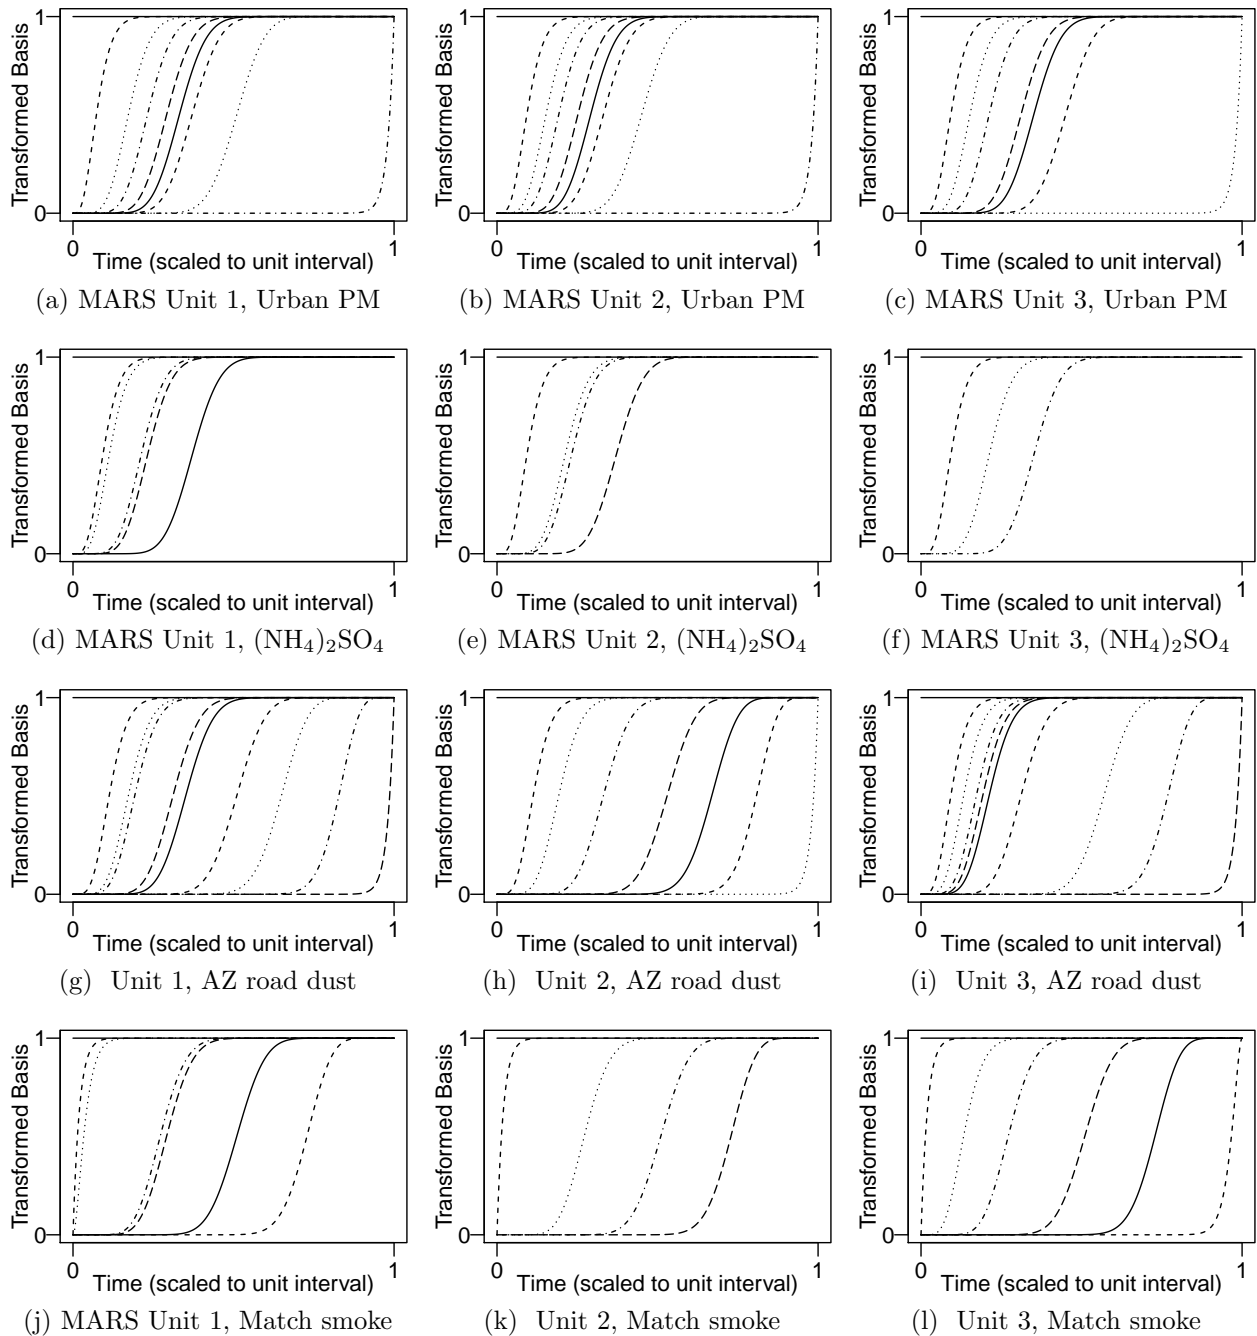 Transformed Basis
1
0
0
1
Time (scaled to unit interval)
(a) MARS Unit 1, Urban PM
Transformed Basis
1
0
0
1
Time (scaled to unit interval)
(b) MARS Unit 2, Urban PM
Transformed Basis
1
0
0
1
Time (scaled to unit interval)
(c) MARS Unit 3, Urban PM
Transformed Basis
1
0
0
1
Time (scaled to unit interval)
(d) MARS Unit 1, (NH₄)₂SO₄
Transformed Basis
1
0
0
1
Time (scaled to unit interval)
(e) MARS Unit 2, (NH₄)₂SO₄
Transformed Basis
1
0
0
1
Time (scaled to unit interval)
(f) MARS Unit 3, (NH₄)₂SO₄
Transformed Basis
1
0
0
1
Time (scaled to unit interval)
(g) Unit 1, AZ road dust
Transformed Basis
1
0
0
1
Time (scaled to unit interval)
(h) Unit 2, AZ road dust
Transformed Basis
1
0
0
1
Time (scaled to unit interval)
(i) Unit 3, AZ road dust
Transformed Basis
1
0
0
1
Time (scaled to unit interval)
(j) MARS Unit 1, Match smoke
Transformed Basis
1
0
0
1
Time (scaled to unit interval)
(k) Unit 2, Match smoke
Transformed Basis
1
0
0
1
Time (scaled to unit interval)
(l) Unit 3, Match smoke